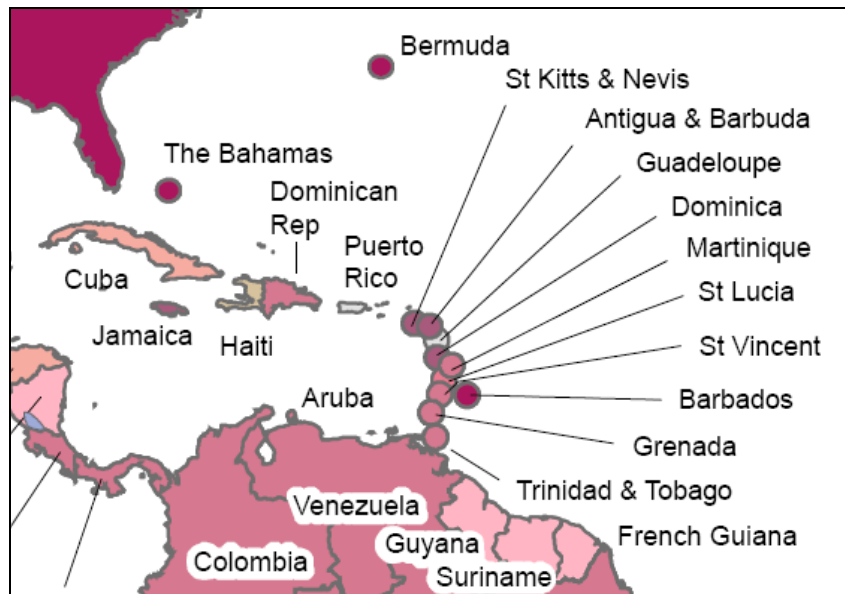 Bermuda
St Kitts & Nevis
Antigua & Barbuda
The Bahamas
Guadeloupe
Dominican
Rep
Dominica
Puerto
Rico
Martinique
Cuba
St Lucia
Jamaica
Haiti
St Vincent
Aruba
Barbados
Grenada
Trinidad & Tobago
Venezuela
French Guiana
Guyana
Colombia
Suriname